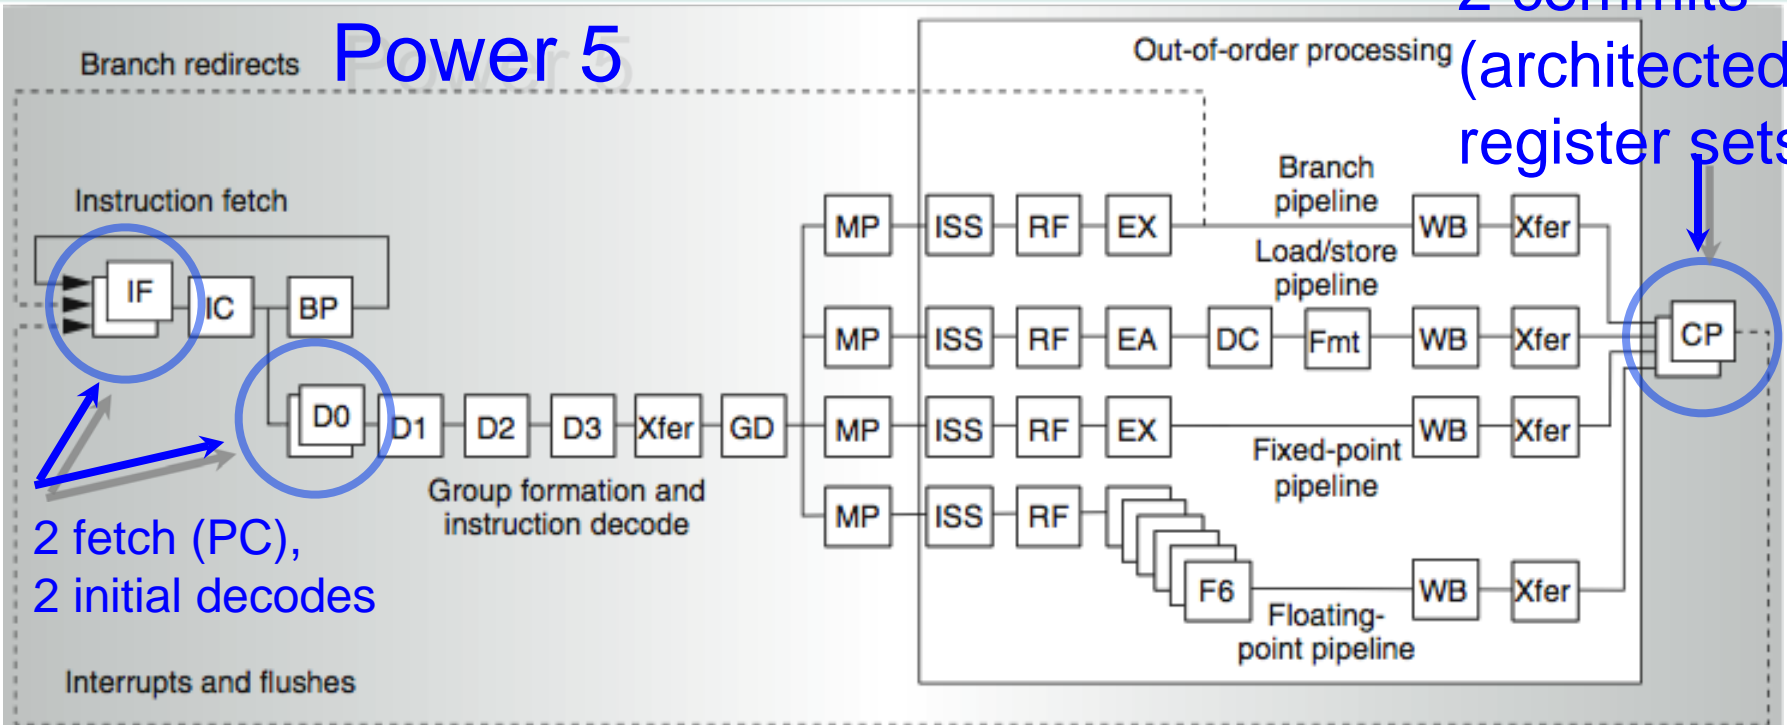 2 commits
(architected
register sets
Power 5
Branch redirects
Out-of-order processing
Instruction fetch
Branch
pipeline
MP ISS RF EX WB Xfer
Load/store
pipeline
IF IC BP
MP ISS RF EA DC Fmt WB Xfer
CP
D0 D1 D2 D3 Xfer GD
MP ISS RF EX WB Xfer
Fixed-point
pipeline
Group formation and
instruction decode
MP ISS RF
F6 WB Xfer
Floating-
point pipeline
2 fetch (PC),
2 initial decodes
Interrupts and flushes